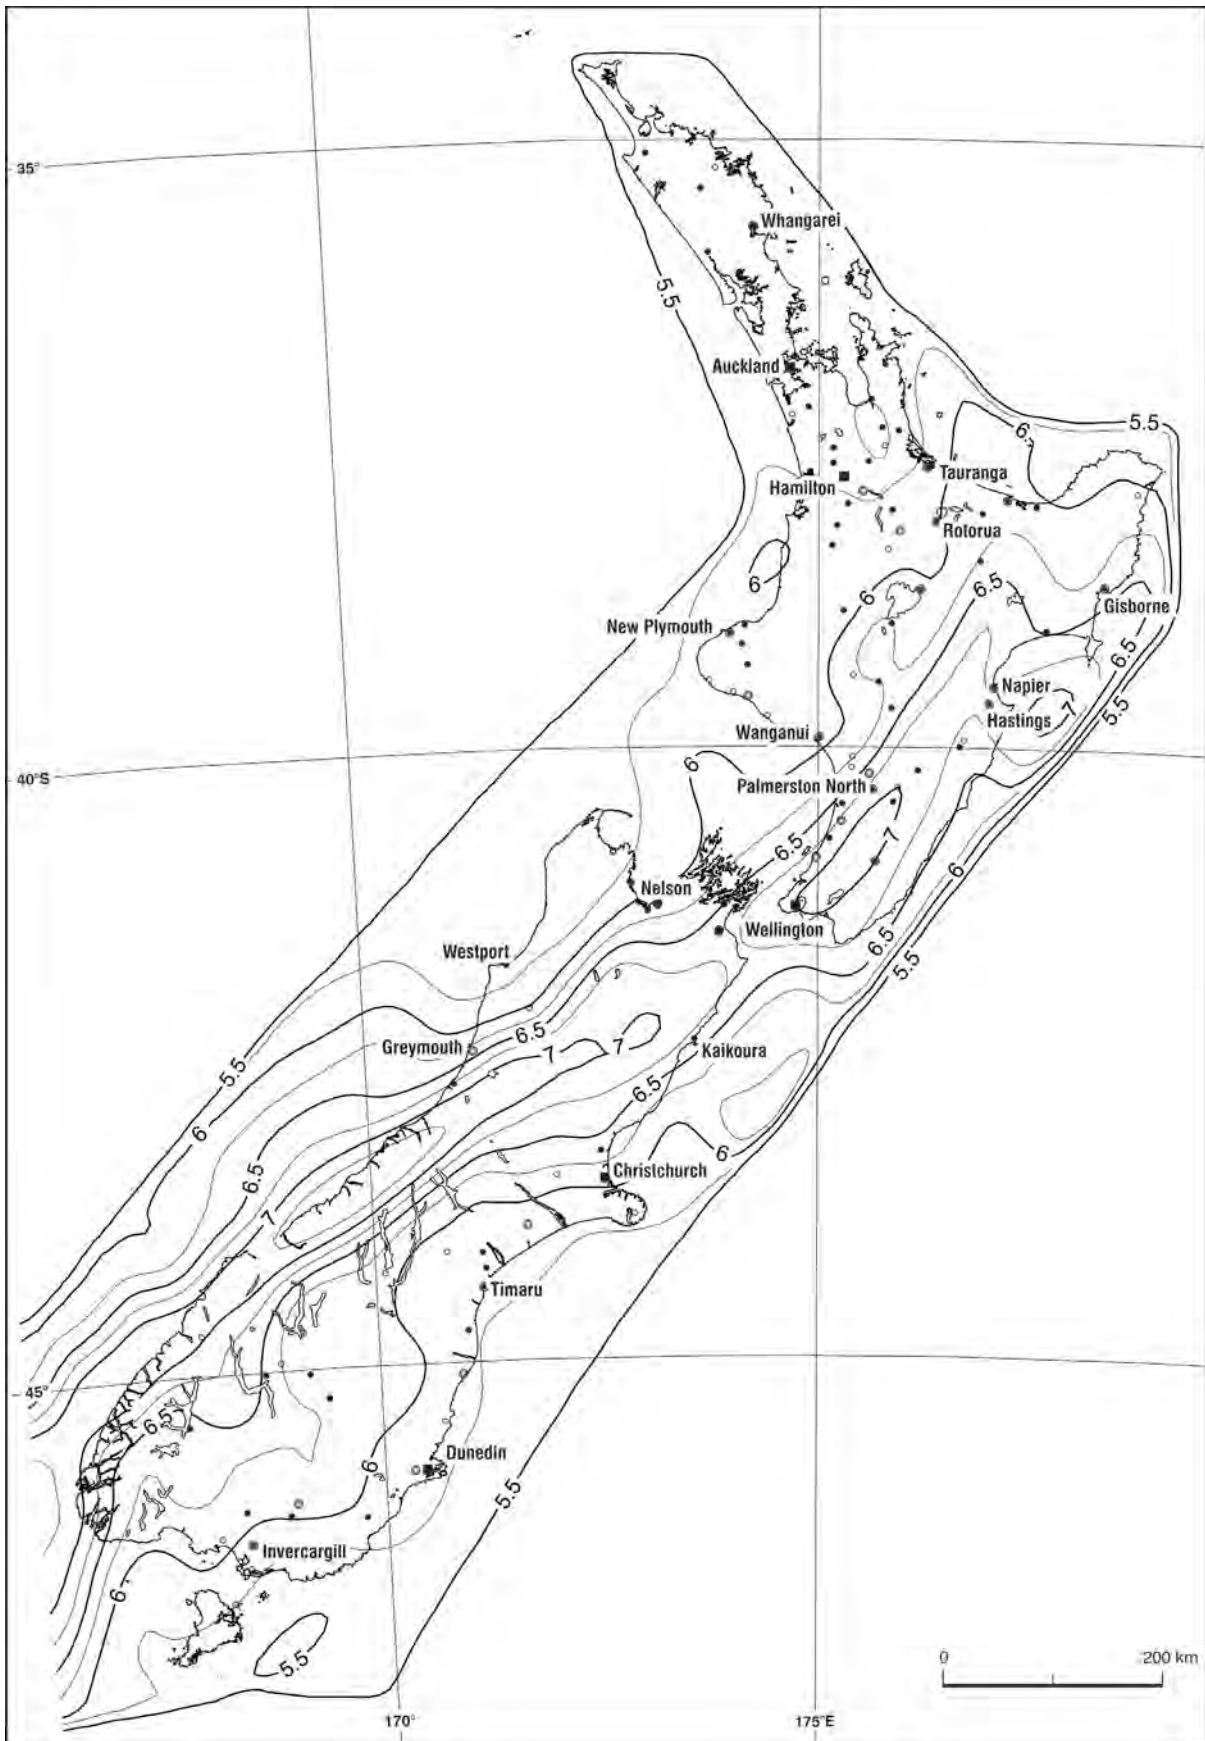 35°
Whangarei
5.5
Auckland
5.5
6
Tauranga
Hamilton
Rotorua
6
6
6.5
Gisborne
New Plymouth
6.5
Napier
7
Hastings
5.5
Wanganui
40°S
6
Palmerston North
7
6.5
6
Nelson
Wellington
6.5
Westport
5.5
6.5
Greymouth
7
7
Kaikoura
5.5
6.5
6
6
Christchurch
6.5
7
Timaru
45°
6.5
Dunedin
6
5.5
Invercargill
6
5.5
0
200 km
170°
175°E